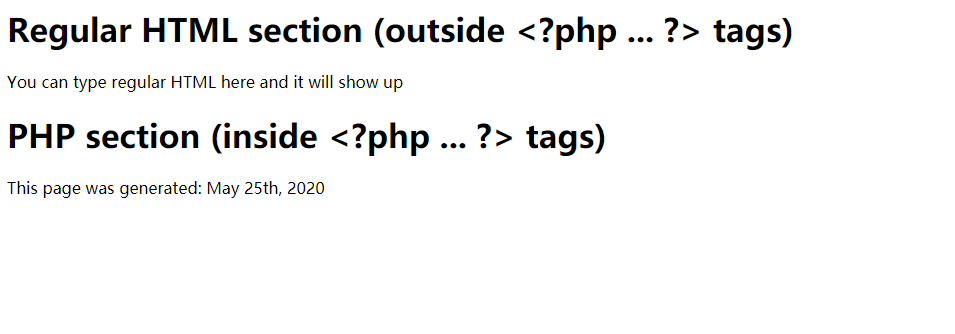 Regular HTML section (outside <?php ... ?> tags)
You can type regular HTML here and it will show up
PHP section (inside <?php ... ?> tags)
This page was generated: May 25th, 2020